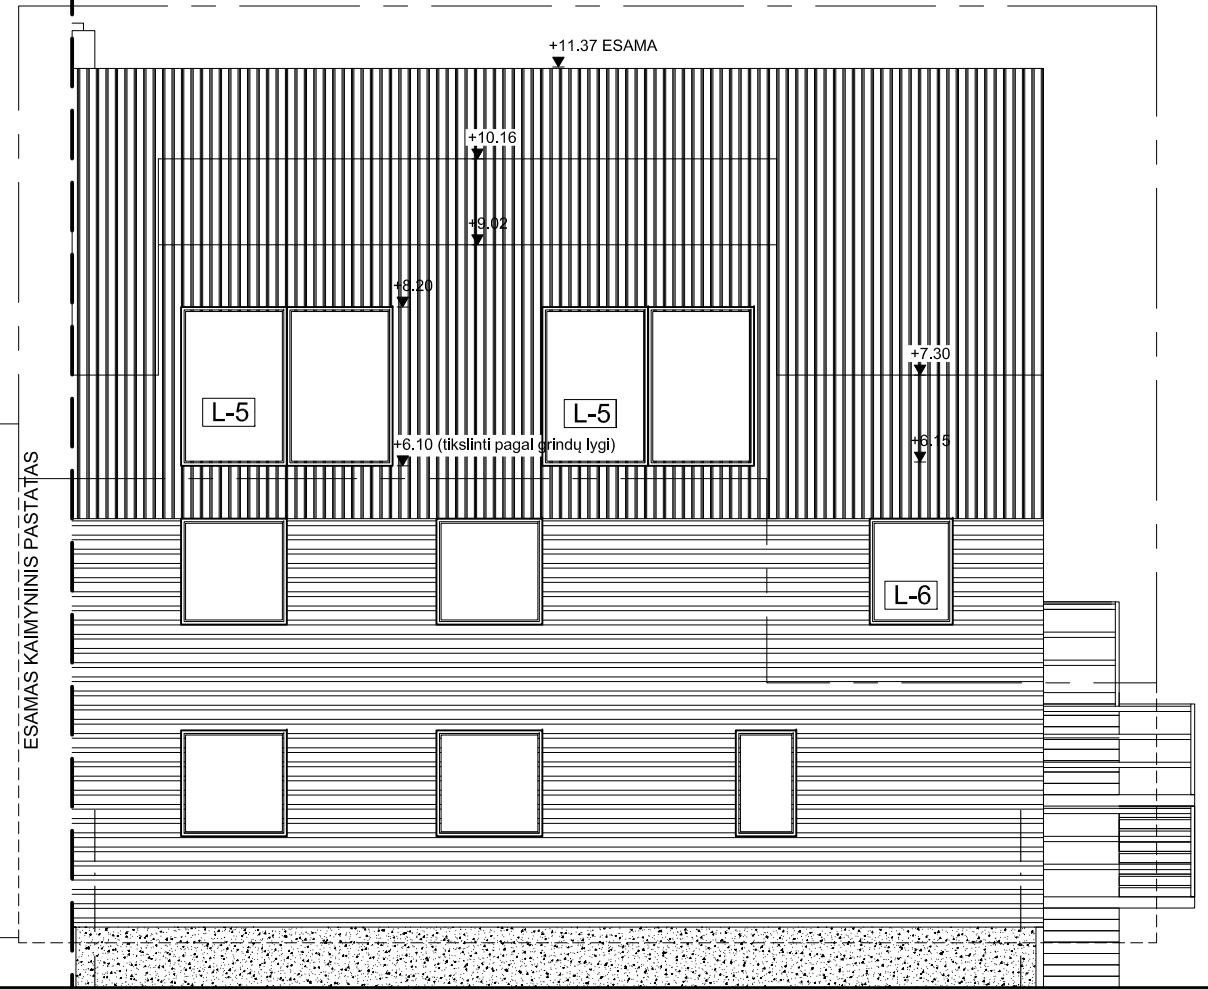 +11.37 ESAMA
+10.16
+9.02
+8.20
+7.30
L-5
L-5
+6.10 (tikslinti pagal grindų lygi)
+6.15
ESAMAS KAIMYNINIS PASTATAS
L-6